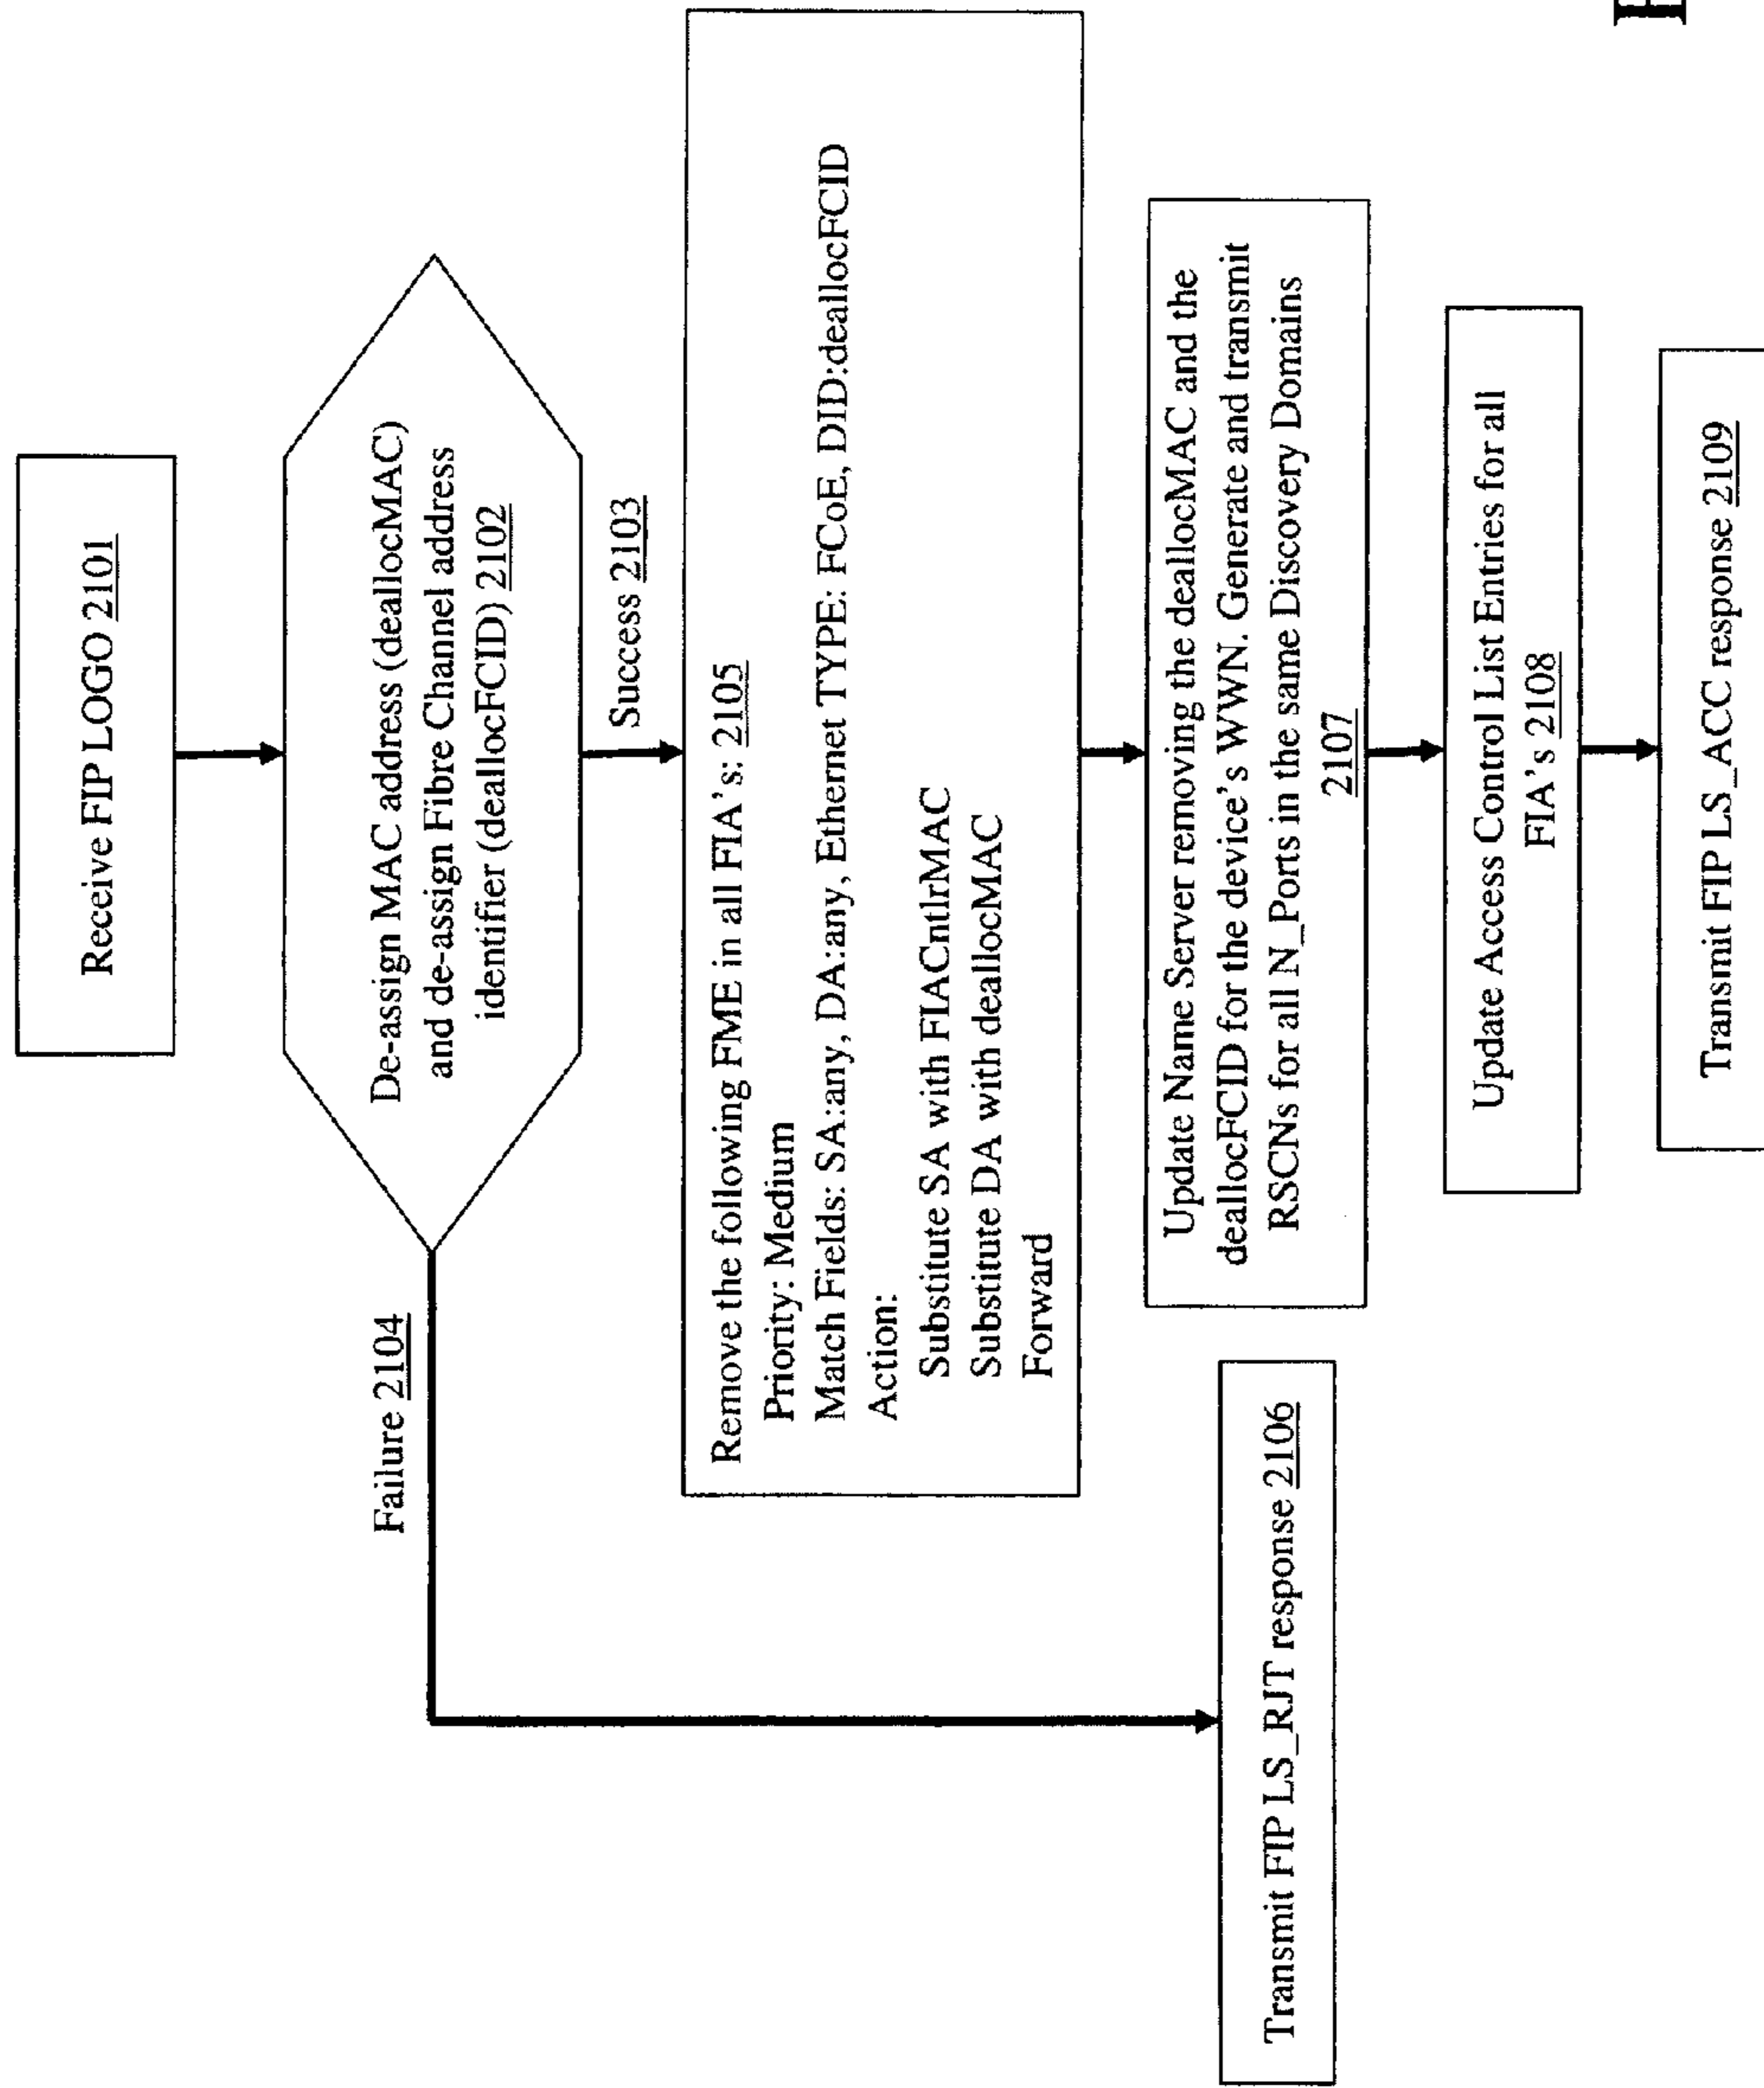 Receive FIP LOGO 2101
De-assign MAC address (deallocMAC)
and de-assign Fibre Channel address
identifier (deallocFCID) 2102
Failure 2104
Success 2103
Remove the following FME in all FIA's: 2105
Priority: Medium
Match Fields: SA:any, DA:any, Ethernet TYPE: FCoE, DID:deallocFCID
Action:
Substitute SA with FIACntlrMAC
Substitute DA with deallocMAC
Forward
Transmit FIP LS_RJT response 2106
Update Name Server removing the deallocMAC and the
deallocFCID for the device's WWN. Generate and transmit
RSCNs for all N_Ports in the same Discovery Domains
2107
Update Access Control List Entries for all
FIA's 2108
Transmit FIP LS_ACC response 2109